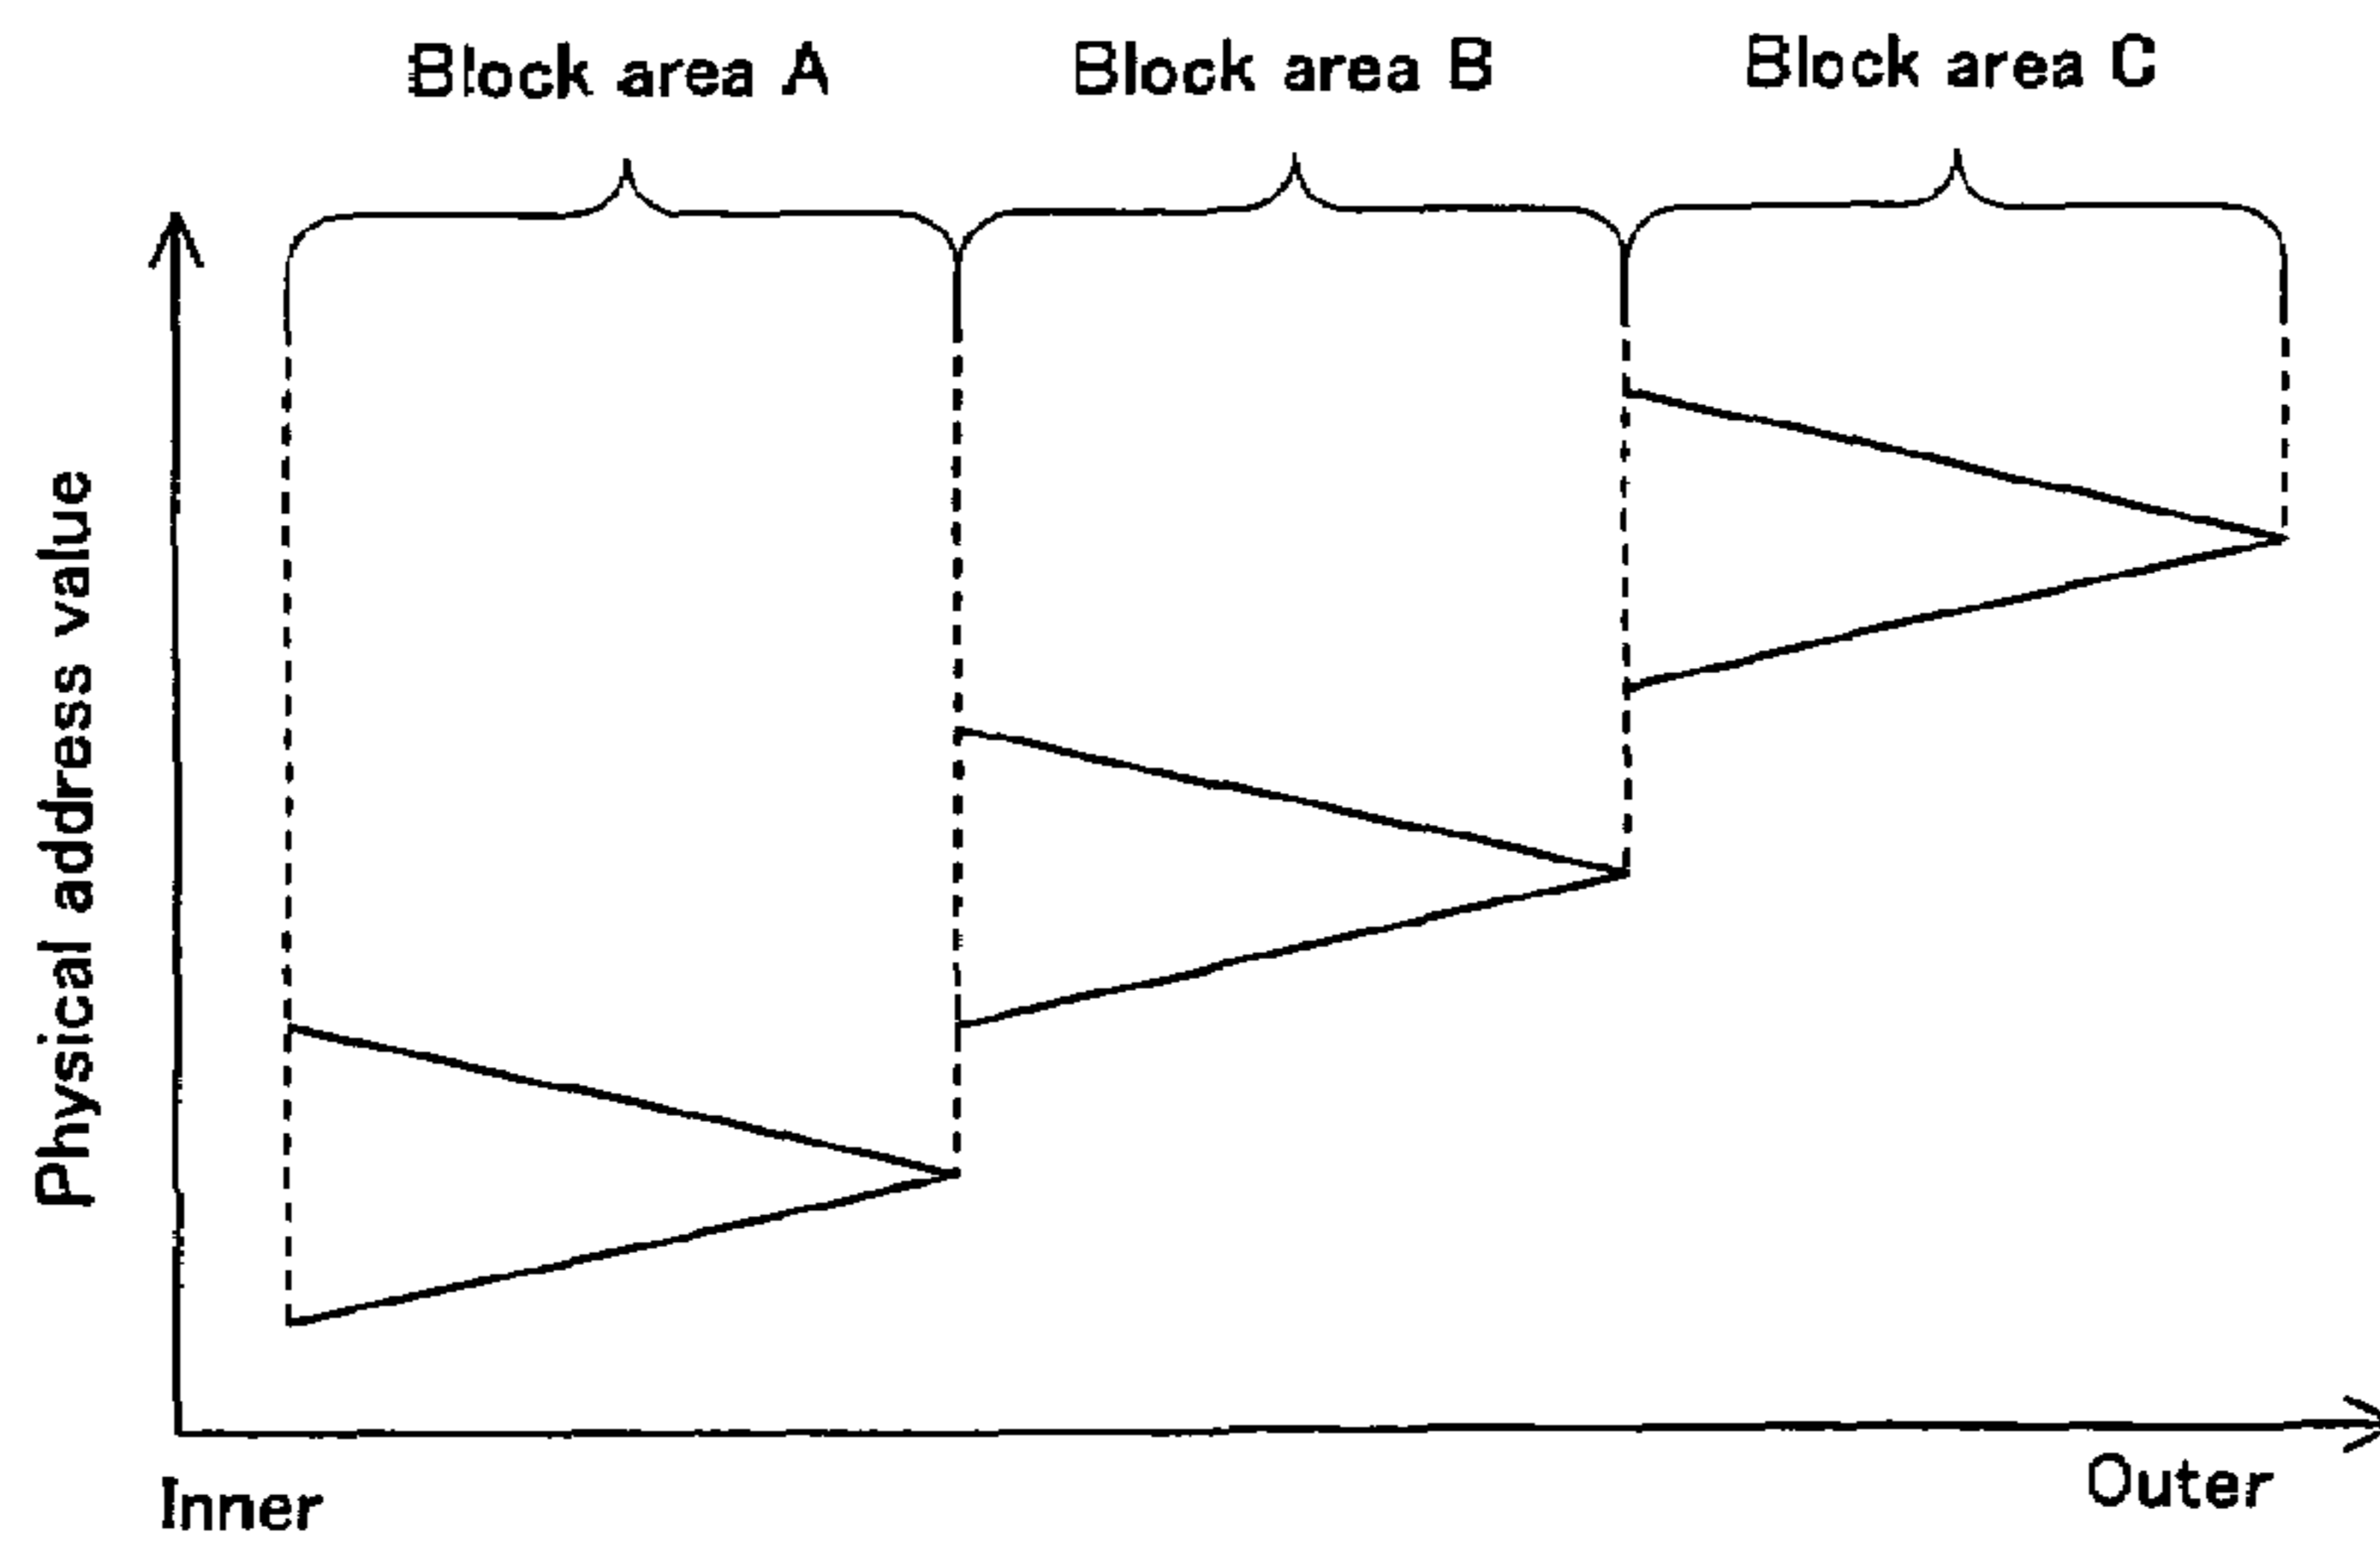 Block area A
Block area B
Block area C
Physical address value
Inner
Outer